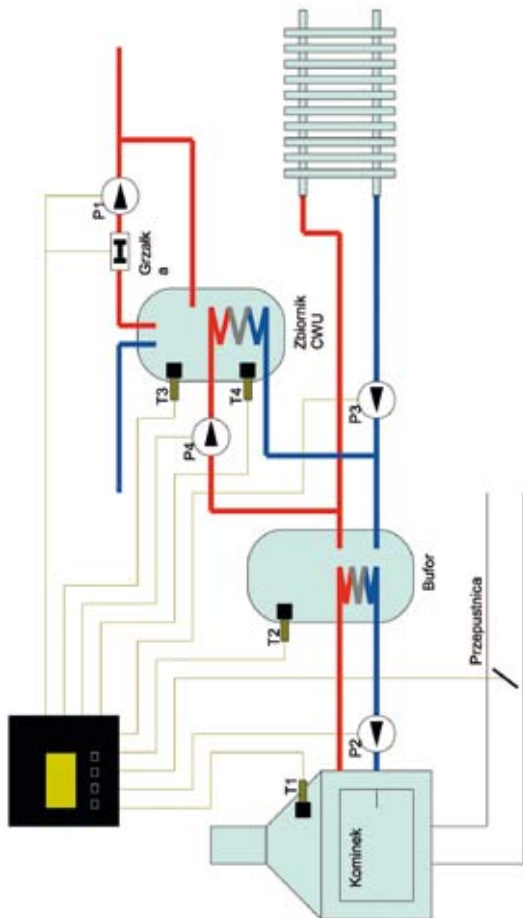 P1
Grzałk
a
Zbiornik
CWU
T3
T4
P4
P3
T2
Bufor
Przepustnica
P2
T1
Kominek